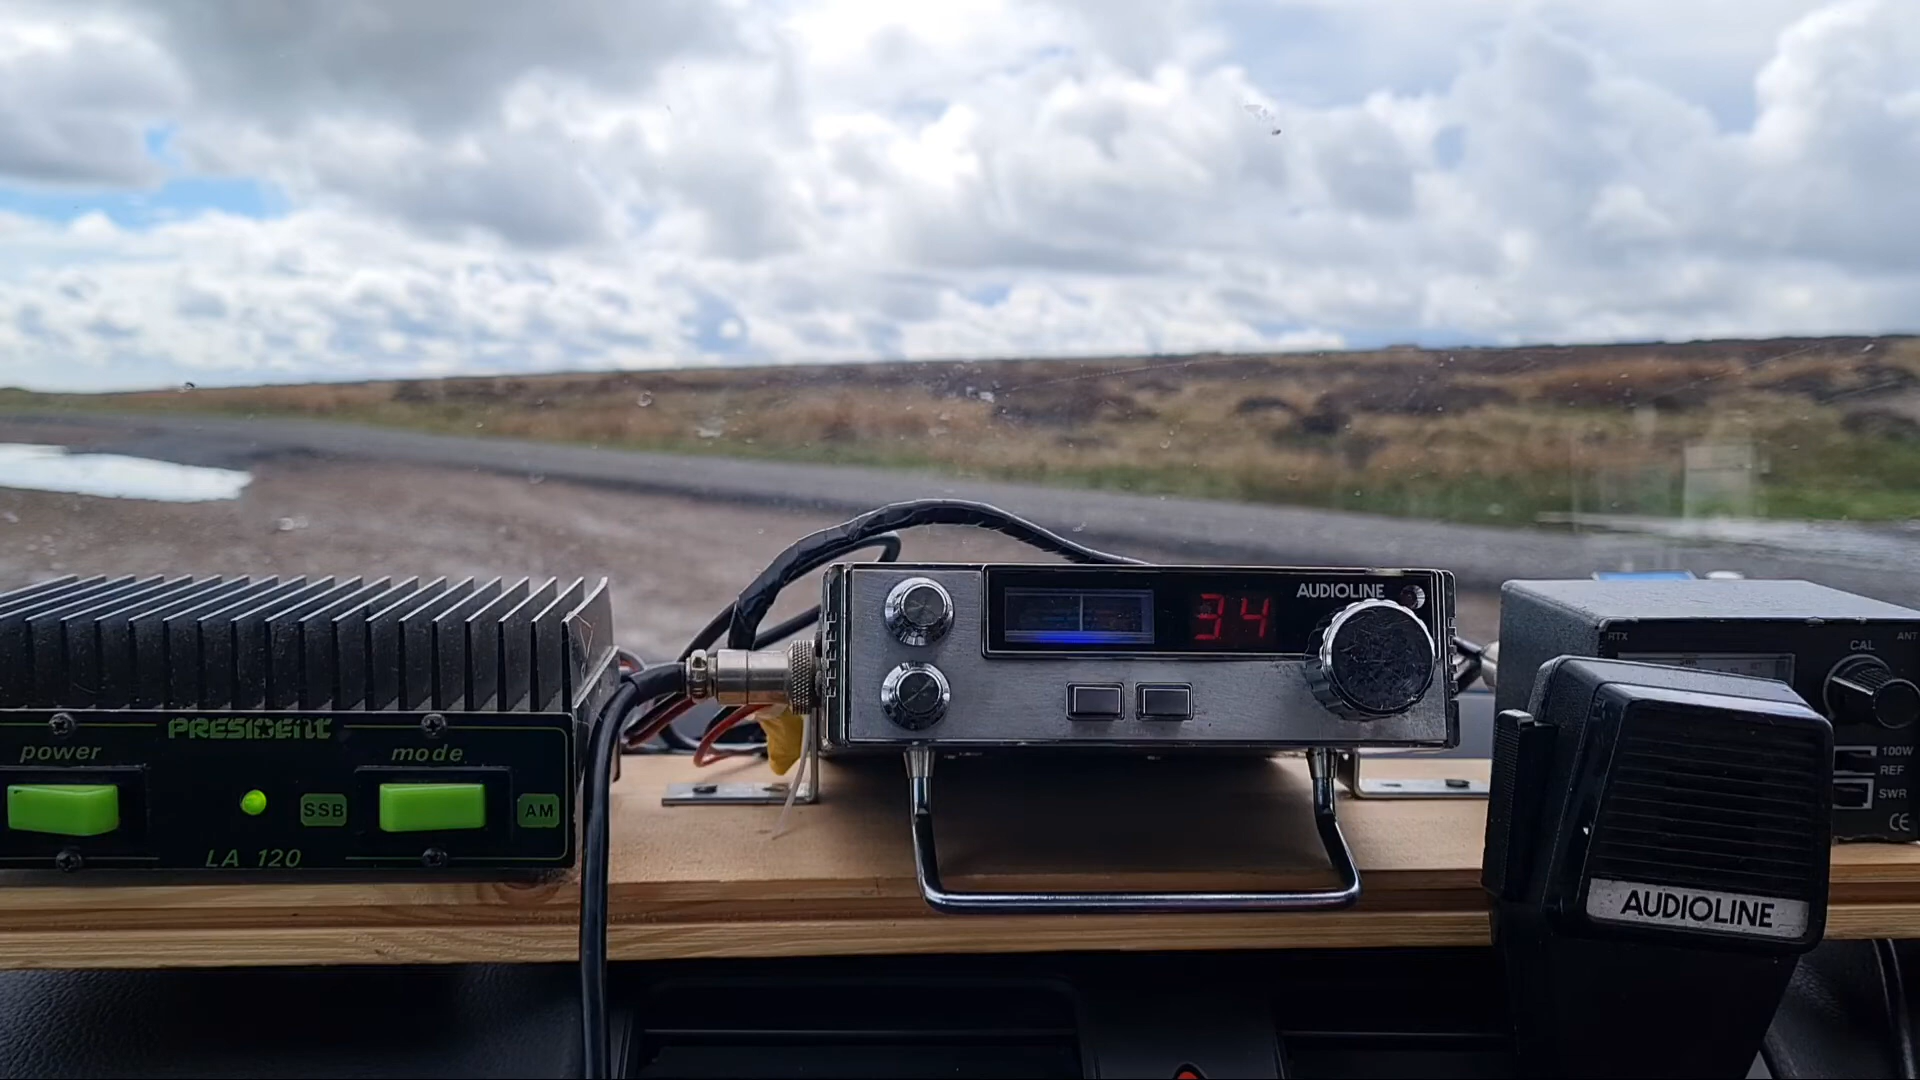 PRESIDENT
power
mode
SSB
AM
LA 120
AUDIOLINE
34
RTX
ANT
CAL
100W
REF
SWR
CE
AUDIOLINE